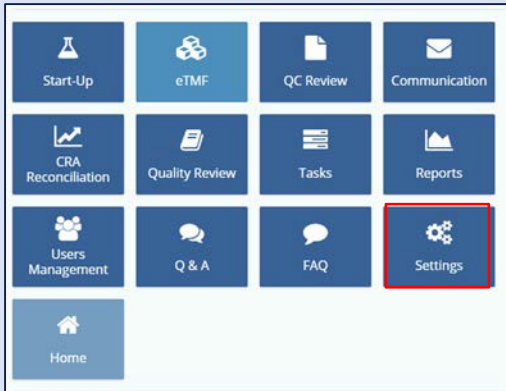 Start-Up
eTMF
QC Review
Communication
CRA
Reconciliation
Quality Review
Tasks
Reports
Users
Management
Q & A
FAQ
Settings
Home